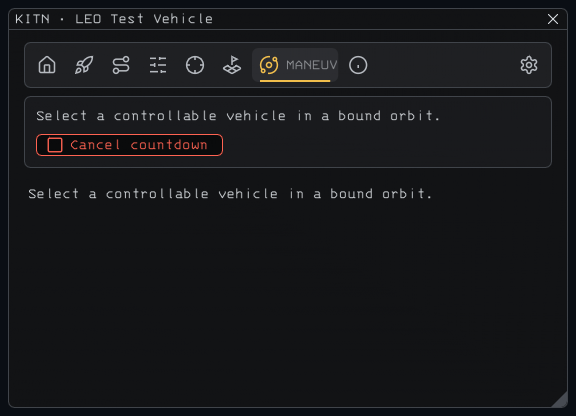 KITN · LEO Test Vehicle
MANEUV
Select a controllable vehicle in a bound orbit.
Cancel countdown
Select a controllable vehicle in a bound orbit.